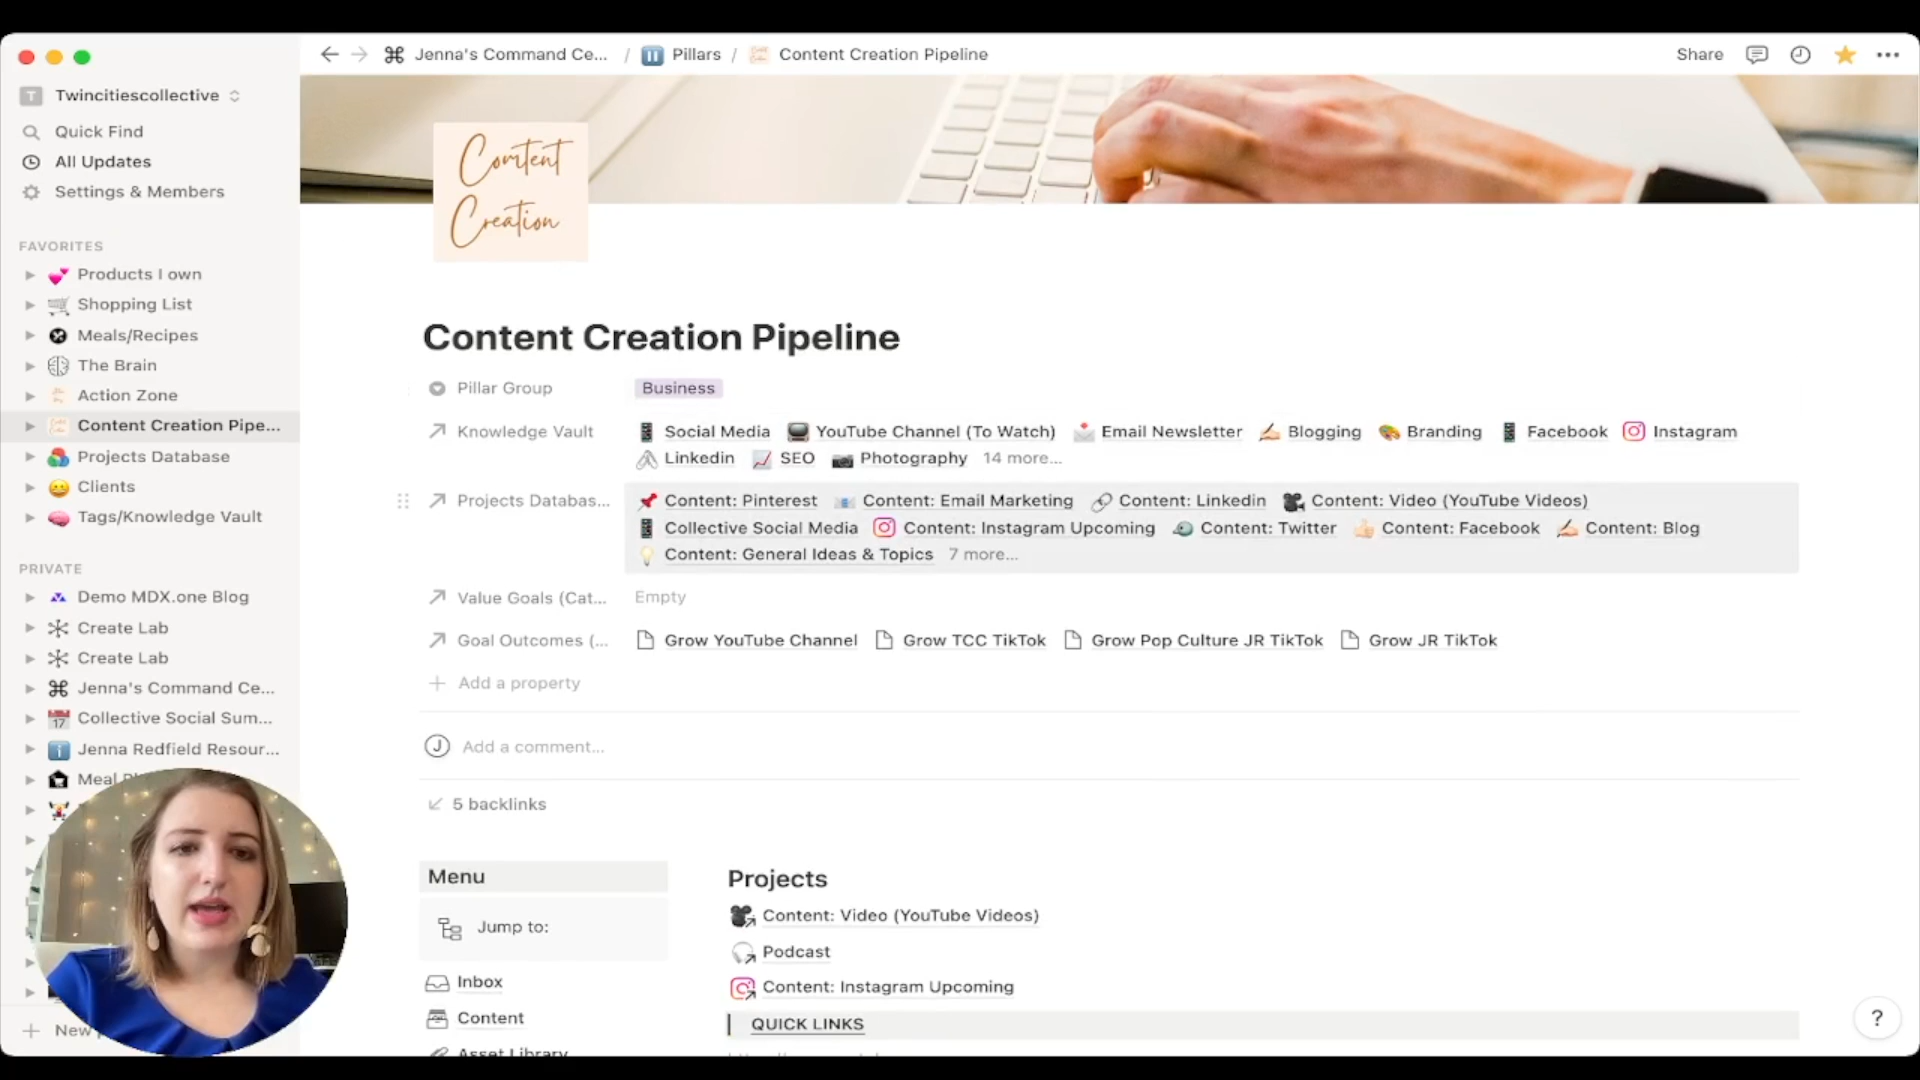 Jenna's Command Ce... / Pillars / Content Creation Pipeline
Share
T Twincitiescollective
Quick Find
All Updates
Settings & Members
FAVORITES
Products I own
Shopping List
Meals/Recipes
The Brain
Action Zone
Content Creation Pipe...
Projects Database
Clients
Tags/Knowledge Vault
PRIVATE
Demo MDX.one Blog
Create Lab
Create Lab
Jenna's Command Ce...
17 Collective Social Sum...
Jenna Redfield Resour...
Meal
New
Content
Creation
Content Creation Pipeline
Pillar Group Business
Knowledge Vault Social Media YouTube Channel (To Watch) Email Newsletter Blogging Branding Facebook Instagram
Linkedin SEO Photography 14 more...
Projects Databas... Content: Pinterest Content: Email Marketing Content: Linkedin Content: Video (YouTube Videos)
Collective Social Media Content: Instagram Upcoming Content: Twitter Content: Facebook Content: Blog
Content: General Ideas & Topics 7 more...
Value Goals (Cat... Empty
Goal Outcomes (... Grow YouTube Channel Grow TCC TikTok Grow Pop Culture JR TikTok Grow JR TikTok
Add a property
J Add a comment...
5 backlinks
Menu
Jump to:
Inbox
Content
Asset Library
Projects
Content: Video (YouTube Videos)
Podcast
Content: Instagram Upcoming
QUICK LINKS
?